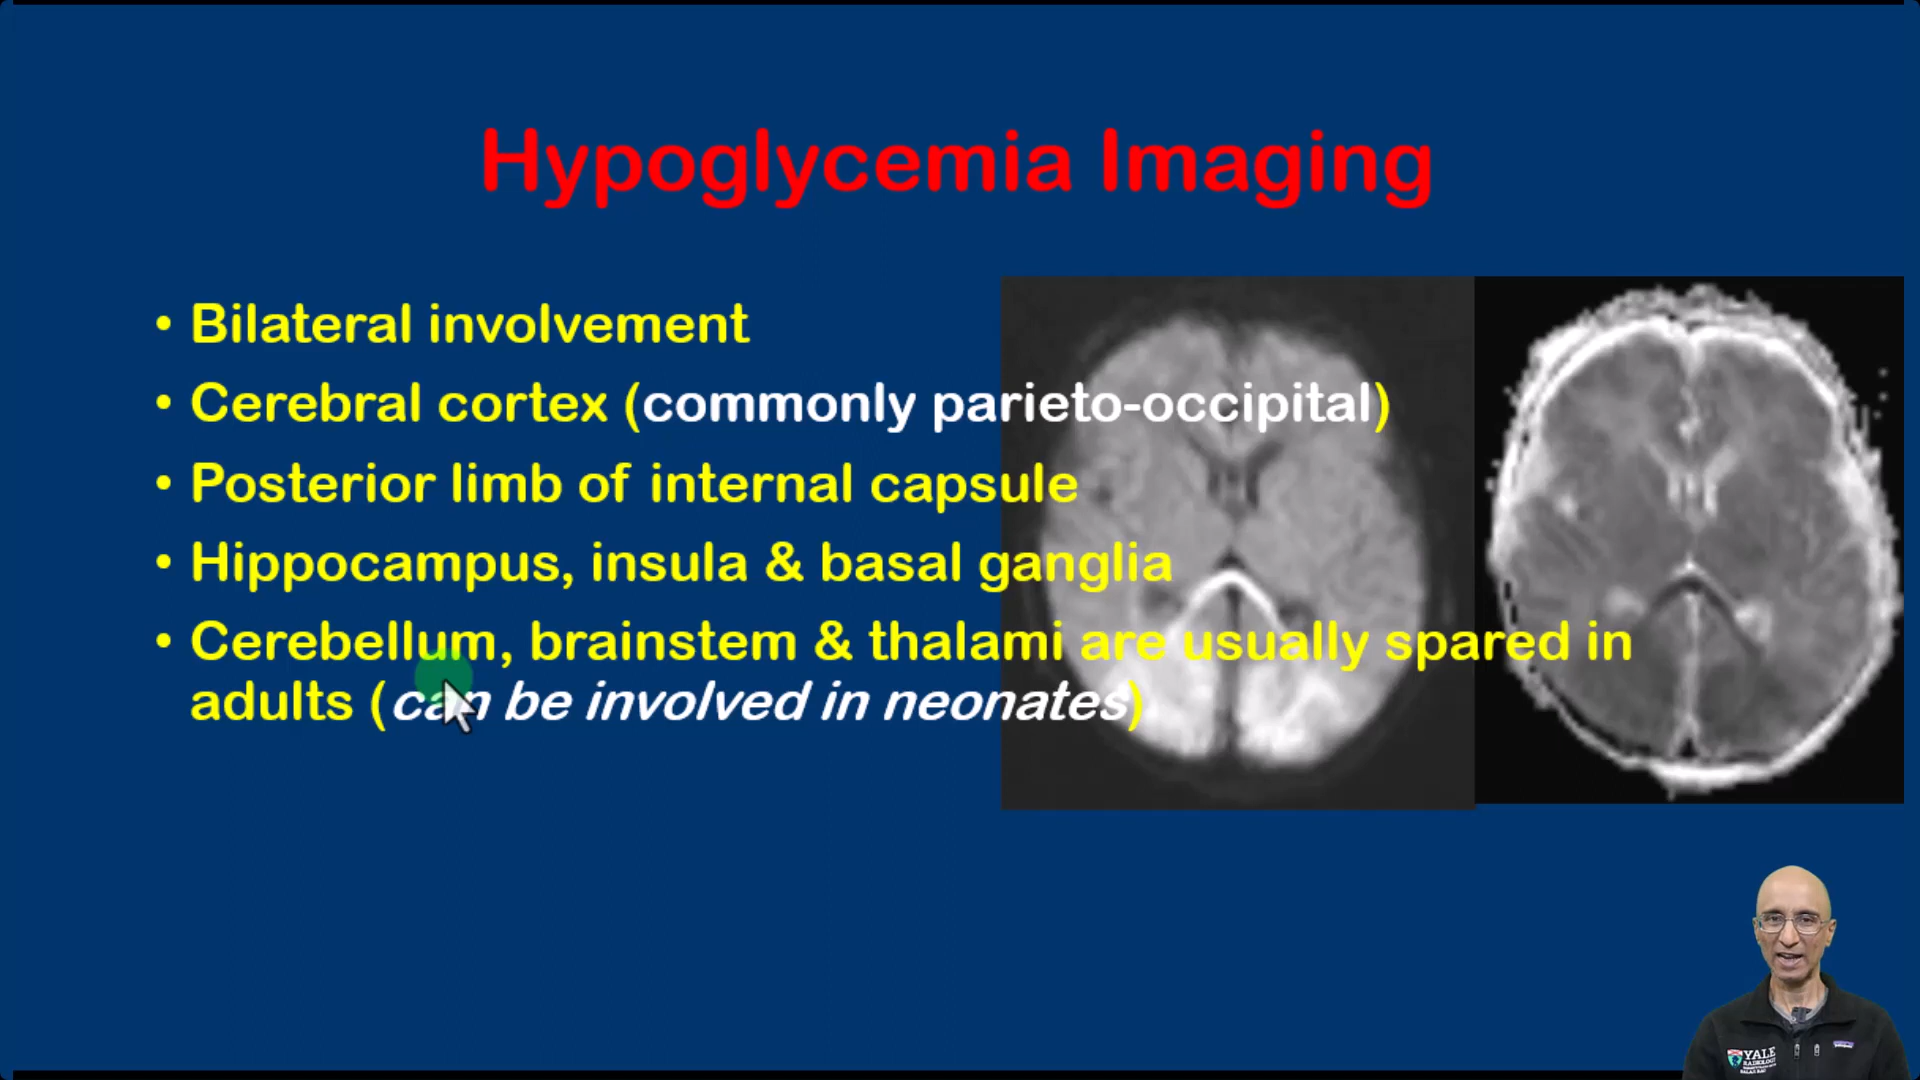 Hypoglycemia Imaging
• Bilateral involvement
• Cerebral cortex (commonly parieto-occipital)
• Posterior limb of internal capsule
• Hippocampus, insula & basal ganglia
• Cerebellum, brainstem & thalami are usually spared in
adults (can be involved in neonates)
YALE
RADIOLOGY